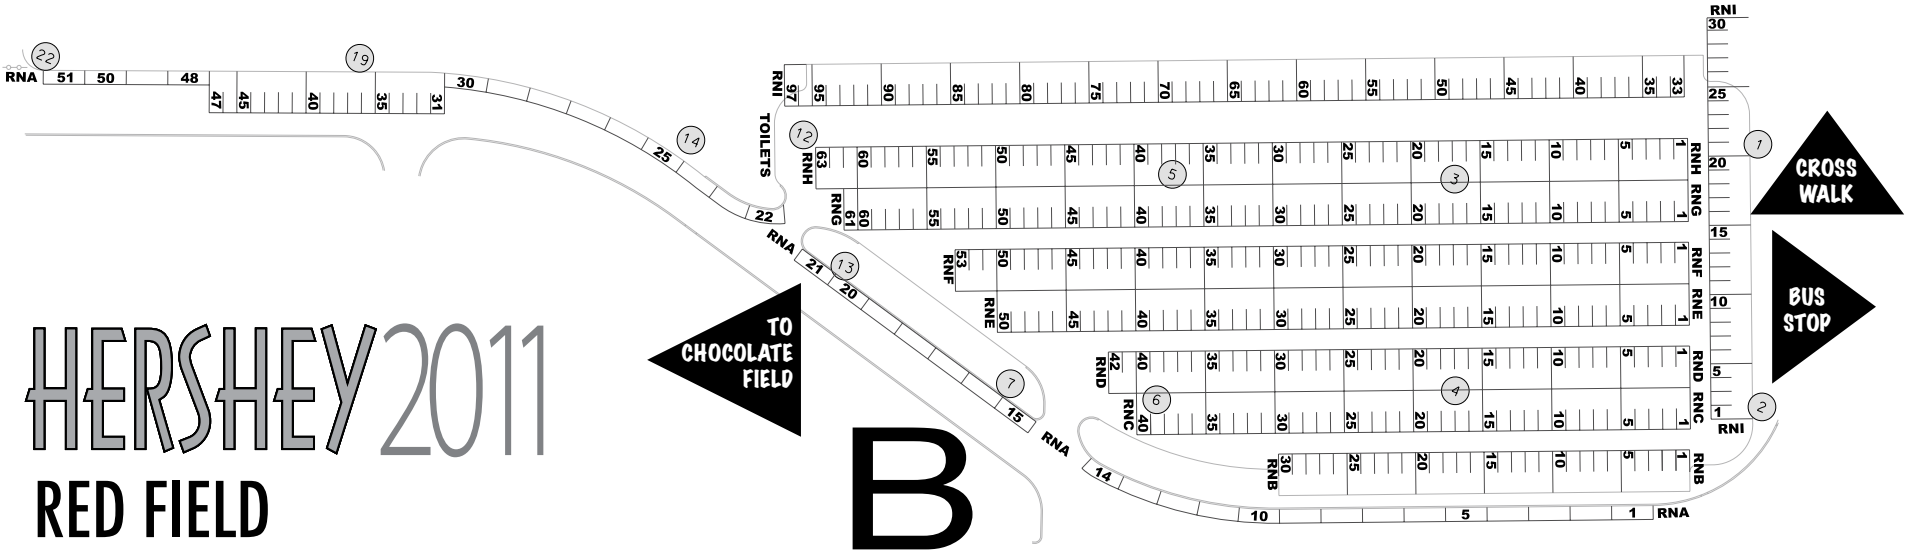 RNI
30
25
20
15
10
5
1
RNI
22
19
RNA 51 50 48 30
47 45 40 35 31
14
25
22
TOILETS
RNI 97 95 90 85 80 75 70 65 60 55 50 45 40 35 33
12
RNH 63 60 55 50 45 40 35 30 25 20 15 10 5 1 RNH
5
3
1
RNG 61 60 55 50 45 40 35 30 25 20 15 10 5 1 RNG
CROSS
WALK
RNA
21
13
20
RNF 53 50 45 40 35 30 25 20 15 10 5 1 RNF
RNE 50 45 40 35 30 25 20 15 10 5 1 RNE
BUS
STOP
TO
CHOCOLATE
FIELD
7
15
RNA
RND 42 40 35 30 25 20 15 10 5 1 RND
6
4
2
RNC 40 35 30 25 20 15 10 5 1 RNC
RNB 30 25 20 15 10 5 1 RNB
14
10 5 1 RNA
HERSHEY 2011
RED FIELD
B